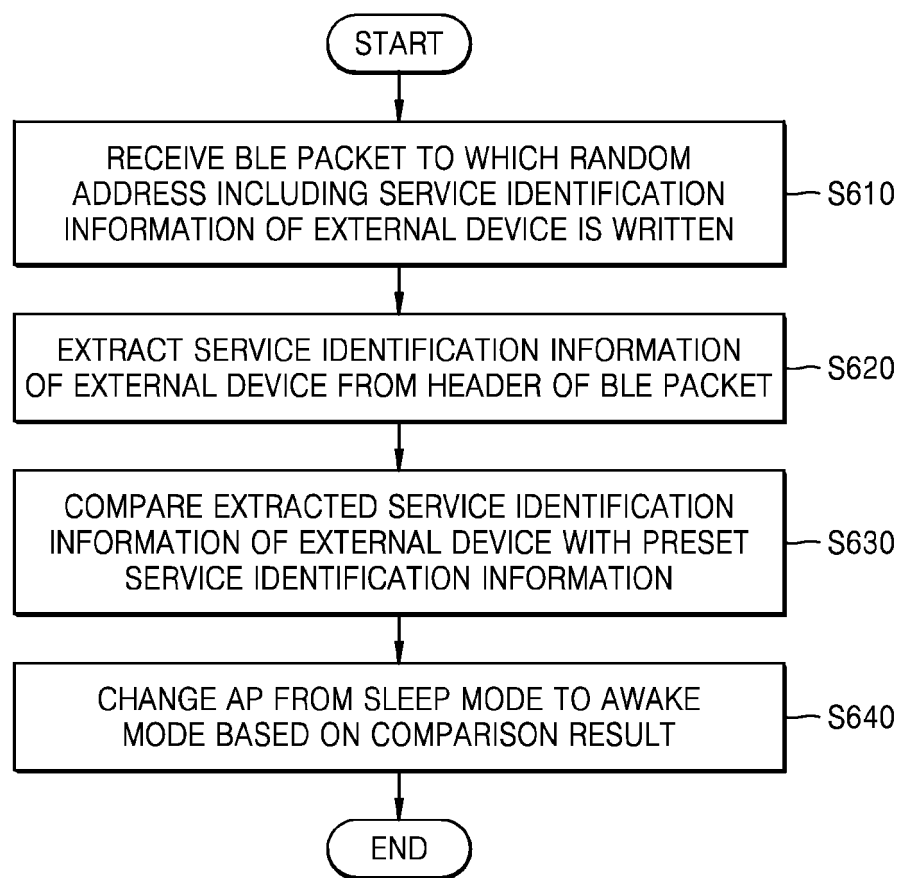 START
RECEIVE BLE PACKET TO WHICH RANDOM
ADDRESS INCLUDING SERVICE IDENTIFICATION
INFORMATION OF EXTERNAL DEVICE IS WRITTEN
S610
EXTRACT SERVICE IDENTIFICATION INFORMATION
OF EXTERNAL DEVICE FROM HEADER OF BLE PACKET
S620
COMPARE EXTRACTED SERVICE IDENTIFICATION
INFORMATION OF EXTERNAL DEVICE WITH PRESET
SERVICE IDENTIFICATION INFORMATION
S630
CHANGE AP FROM SLEEP MODE TO AWAKE
MODE BASED ON COMPARISON RESULT
S640
END